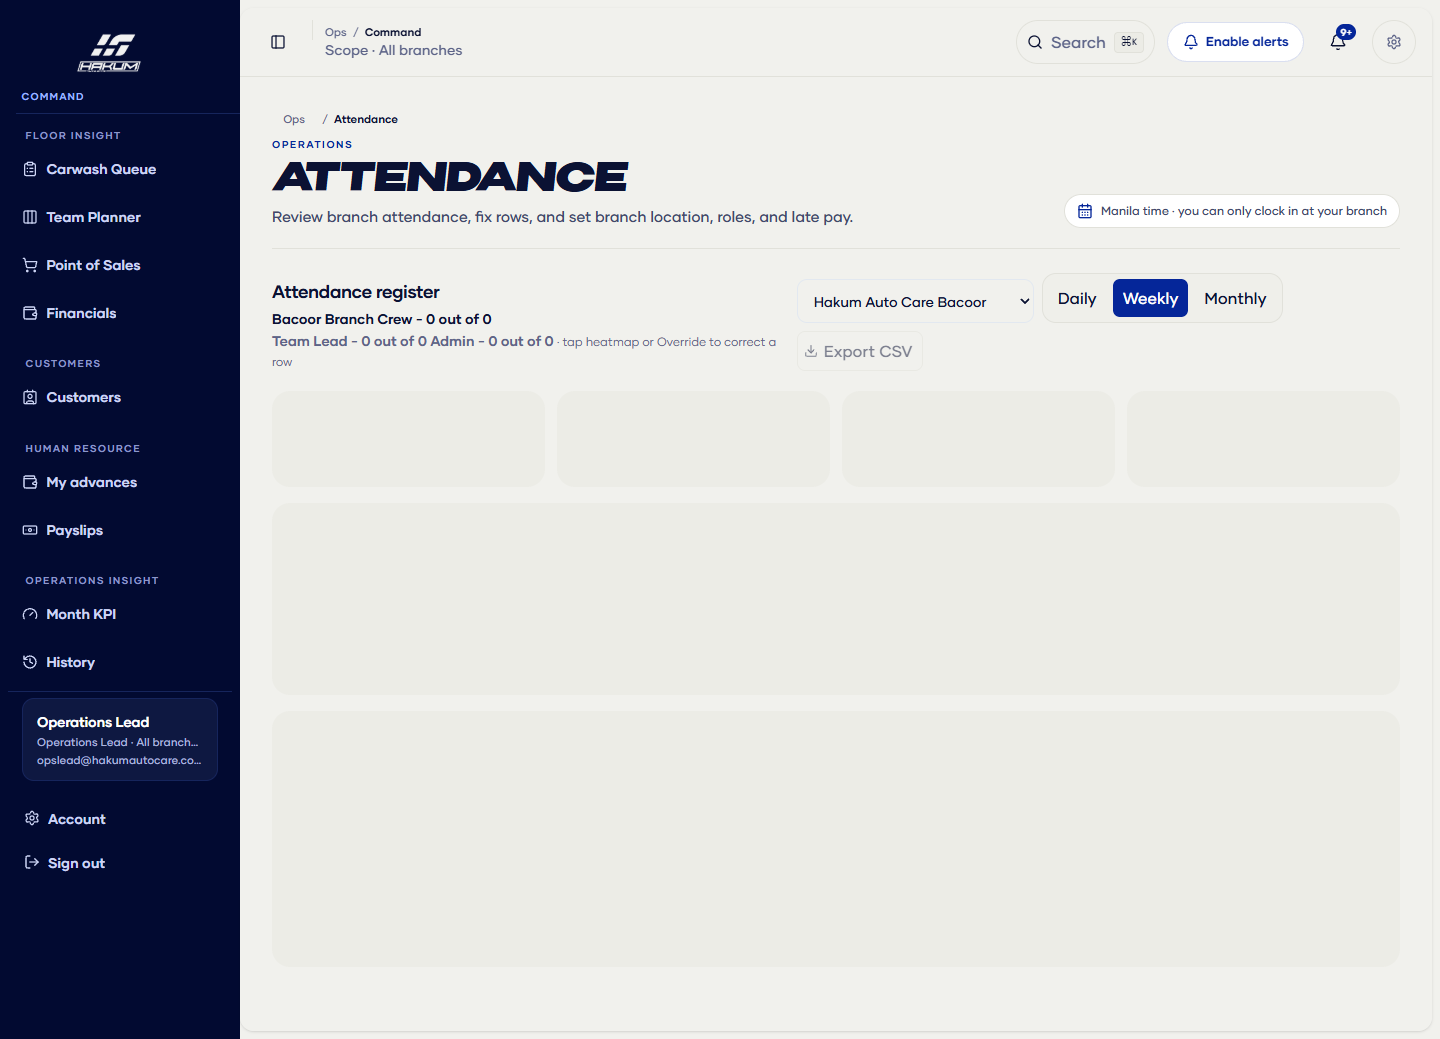 HAKUM
COMMAND
FLOOR INSIGHT
Carwash Queue
Team Planner
Point of Sales
Financials
CUSTOMERS
Customers
HUMAN RESOURCE
My advances
Payslips
OPERATIONS INSIGHT
Month KPI
History
Operations Lead
Operations Lead · All branch...
opslead@hakumautocare.co...
Account
Sign out
Ops / Command
Scope · All branches
Search ⌘K
Enable alerts
9+
Ops / Attendance
OPERATIONS
ATTENDANCE
Review branch attendance, fix rows, and set branch location, roles, and late pay.
Manila time · you can only clock in at your branch
Attendance register
Bacoor Branch Crew - 0 out of 0
Team Lead - 0 out of 0 Admin - 0 out of 0 · tap heatmap or Override to correct a
row
Hakum Auto Care Bacoor
Daily Weekly Monthly
Export CSV